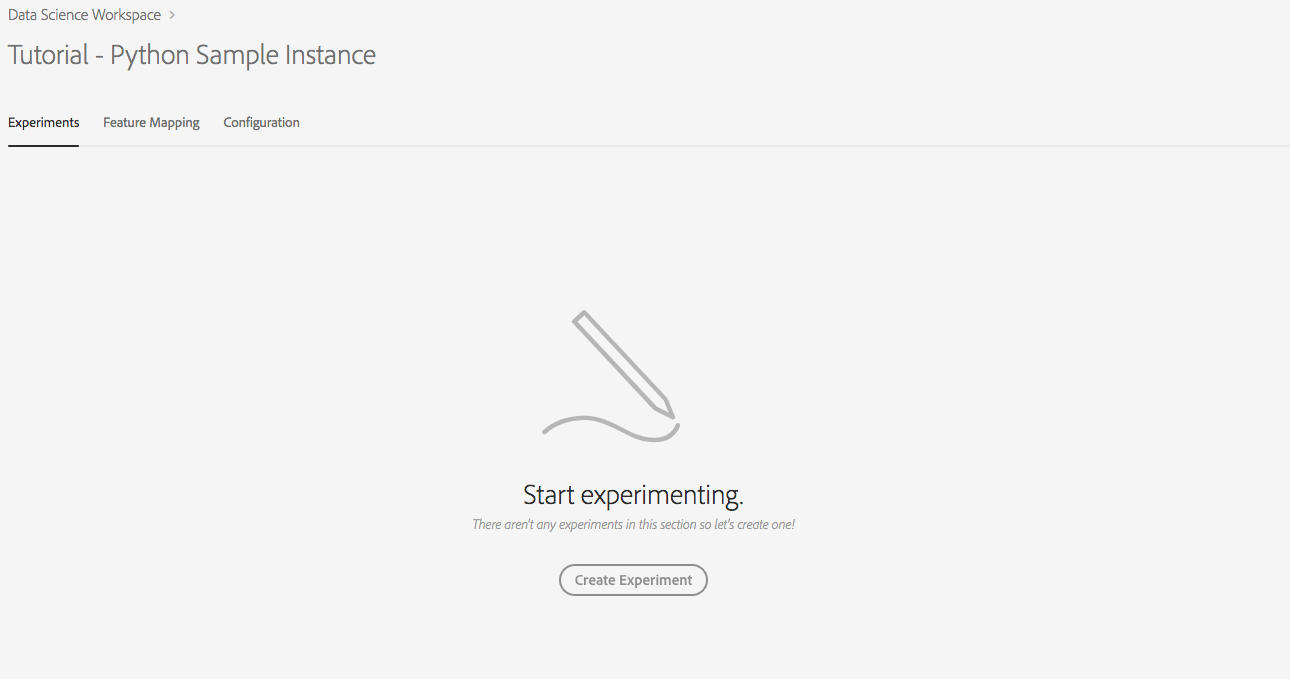 Data Science Workspace >
Tutorial - Python Sample Instance
Experiments Feature Mapping Configuration
Start experimenting.
There aren't any experiments in this section so let's create one!
Create Experiment